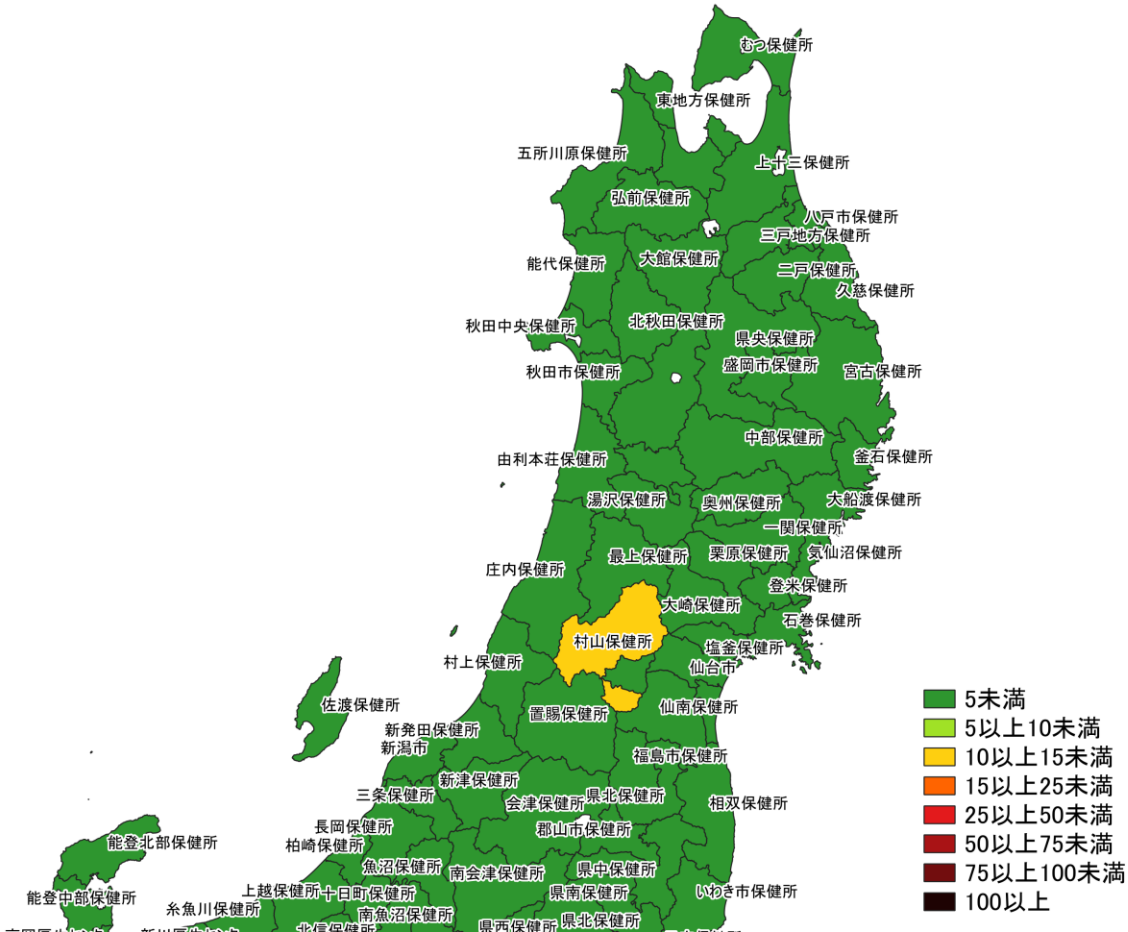 むつ保健所
東地方保健所
五所川原保健所
上十三保健所
弘前保健所
八戸市保健所
三戸地方保健所
能代保健所
大館保健所
二戸保健所
久慈保健所
秋田中央保健所
北秋田保健所
県央保健所
盛岡市保健所
秋田市保健所
宮古保健所
中部保健所
由利本荘保健所
釜石保健所
湯沢保健所
奥州保健所
大船渡保健所
一関保健所
最上保健所
栗原保健所
気仙沼保健所
庄内保健所
登米保健所
大崎保健所
石巻保健所
村山保健所
塩釜保健所
村上保健所
仙台市
佐渡保健所
置賜保健所
仙南保健所
新発田保健所
新潟市
福島市保健所
新津保健所
三条保健所
会津保健所
県北保健所
相双保健所
長岡保健所
郡山市保健所
柏崎保健所
能登北部保健所
魚沼保健所
南会津保健所
県中保健所
能登中部保健所
上越保健所
十日町保健所
県南保健所
いわき市保健所
糸魚川保健所
南魚沼保健所
県西保健所
県北保健所
北信保健所
5未満
5以上10未満
10以上15未満
15以上25未満
25以上50未満
50以上75未満
75以上100未満
100以上